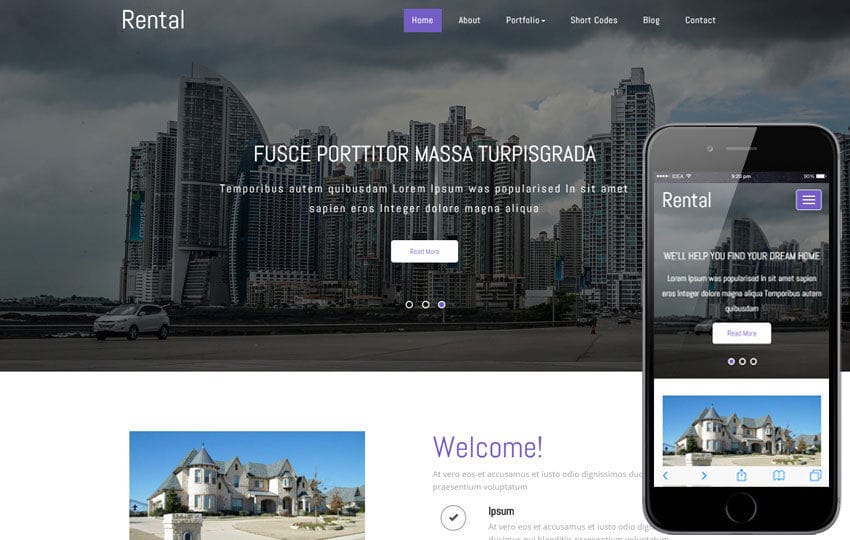 Rental
Home About Portfolio Short Codes Blog Contact
FUSCE PORTTITOR MASSA TURPISGRADA
Temporibus autem quibusdam Lorem Ipsum was popularised In sit amet
sapien eros Integer dolore magna aliqua
Read More
Welcome!
At vero eos et accusamus et iusto odio dignissimos duc
praesentium voluptatum
Ipsum
At vero eos et accusamus et iusto odio dign
IDEA 9:20 pm 90%
Rental
WE'LL HELP YOU FIND YOUR DREAM HOME
Lorem Ipsum was popularised In sit amet sapien
eros Integer dolore magna aliqua Temporibus autem
quibusdam
Read More